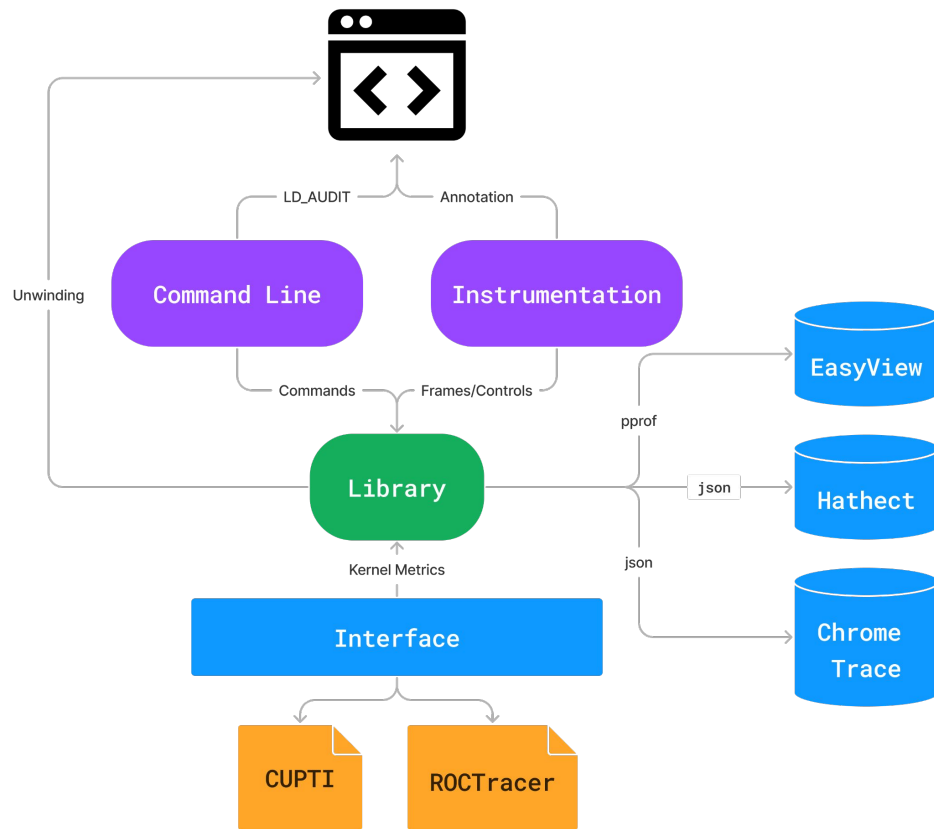 LD_AUDIT
Annotation
Unwinding
Command Line
Instrumentation
EasyView
Commands
Frames/Controls
pprof
Library
json
Hathect
Kernel Metrics
json
Interface
Chrome
Trace
CUPTI
ROCTracer